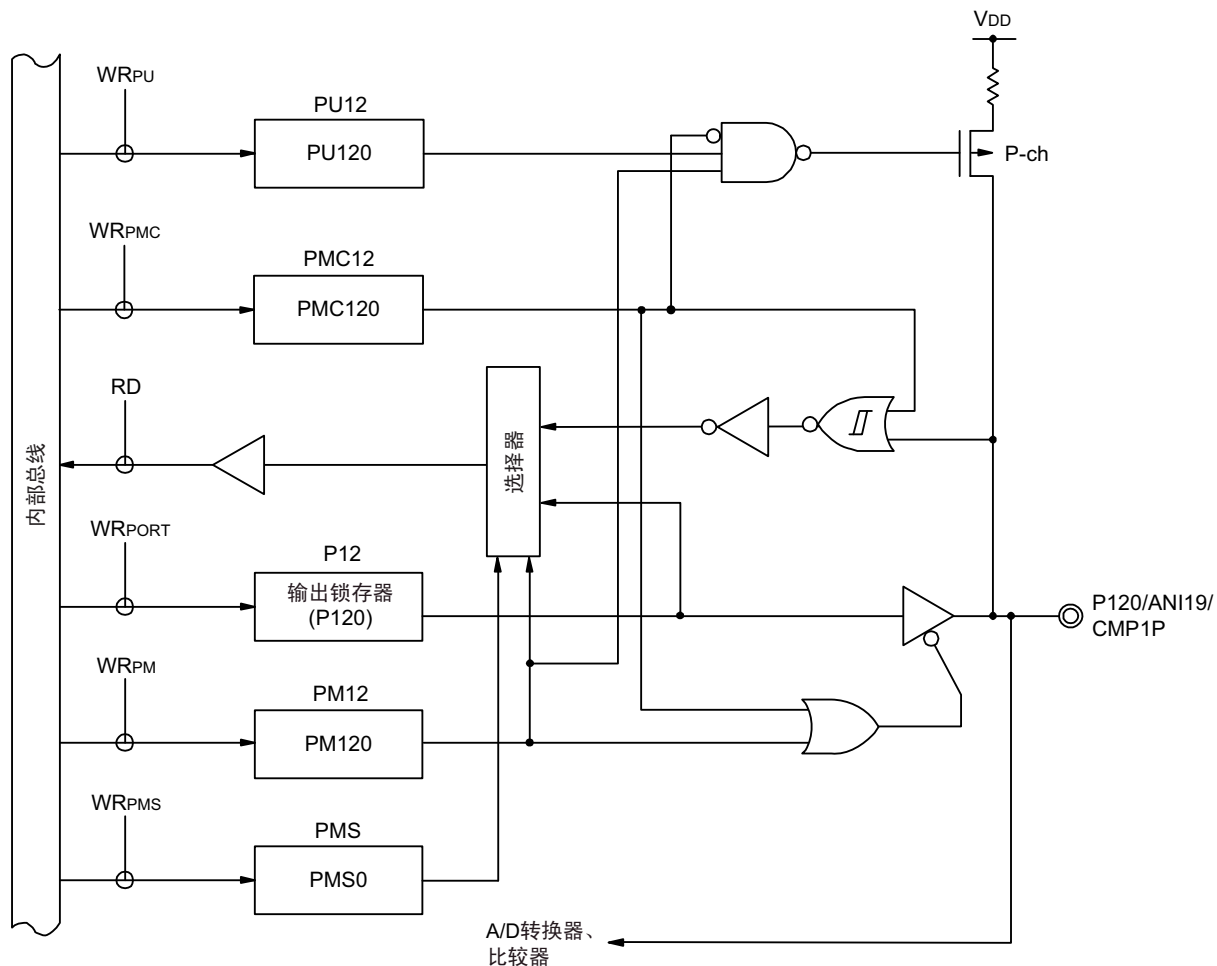 VDD
WRPU
PU12
PU120
P-ch
WRPMC
PMC12
PMC120
RD
选择器
内部总线
WRPORT
P12
输出锁存器
(P120)
P120/ANI19/
CMP1P
WRPM
PM12
PM120
WRPMS
PMS
PMS0
A/D转换器、
比较器